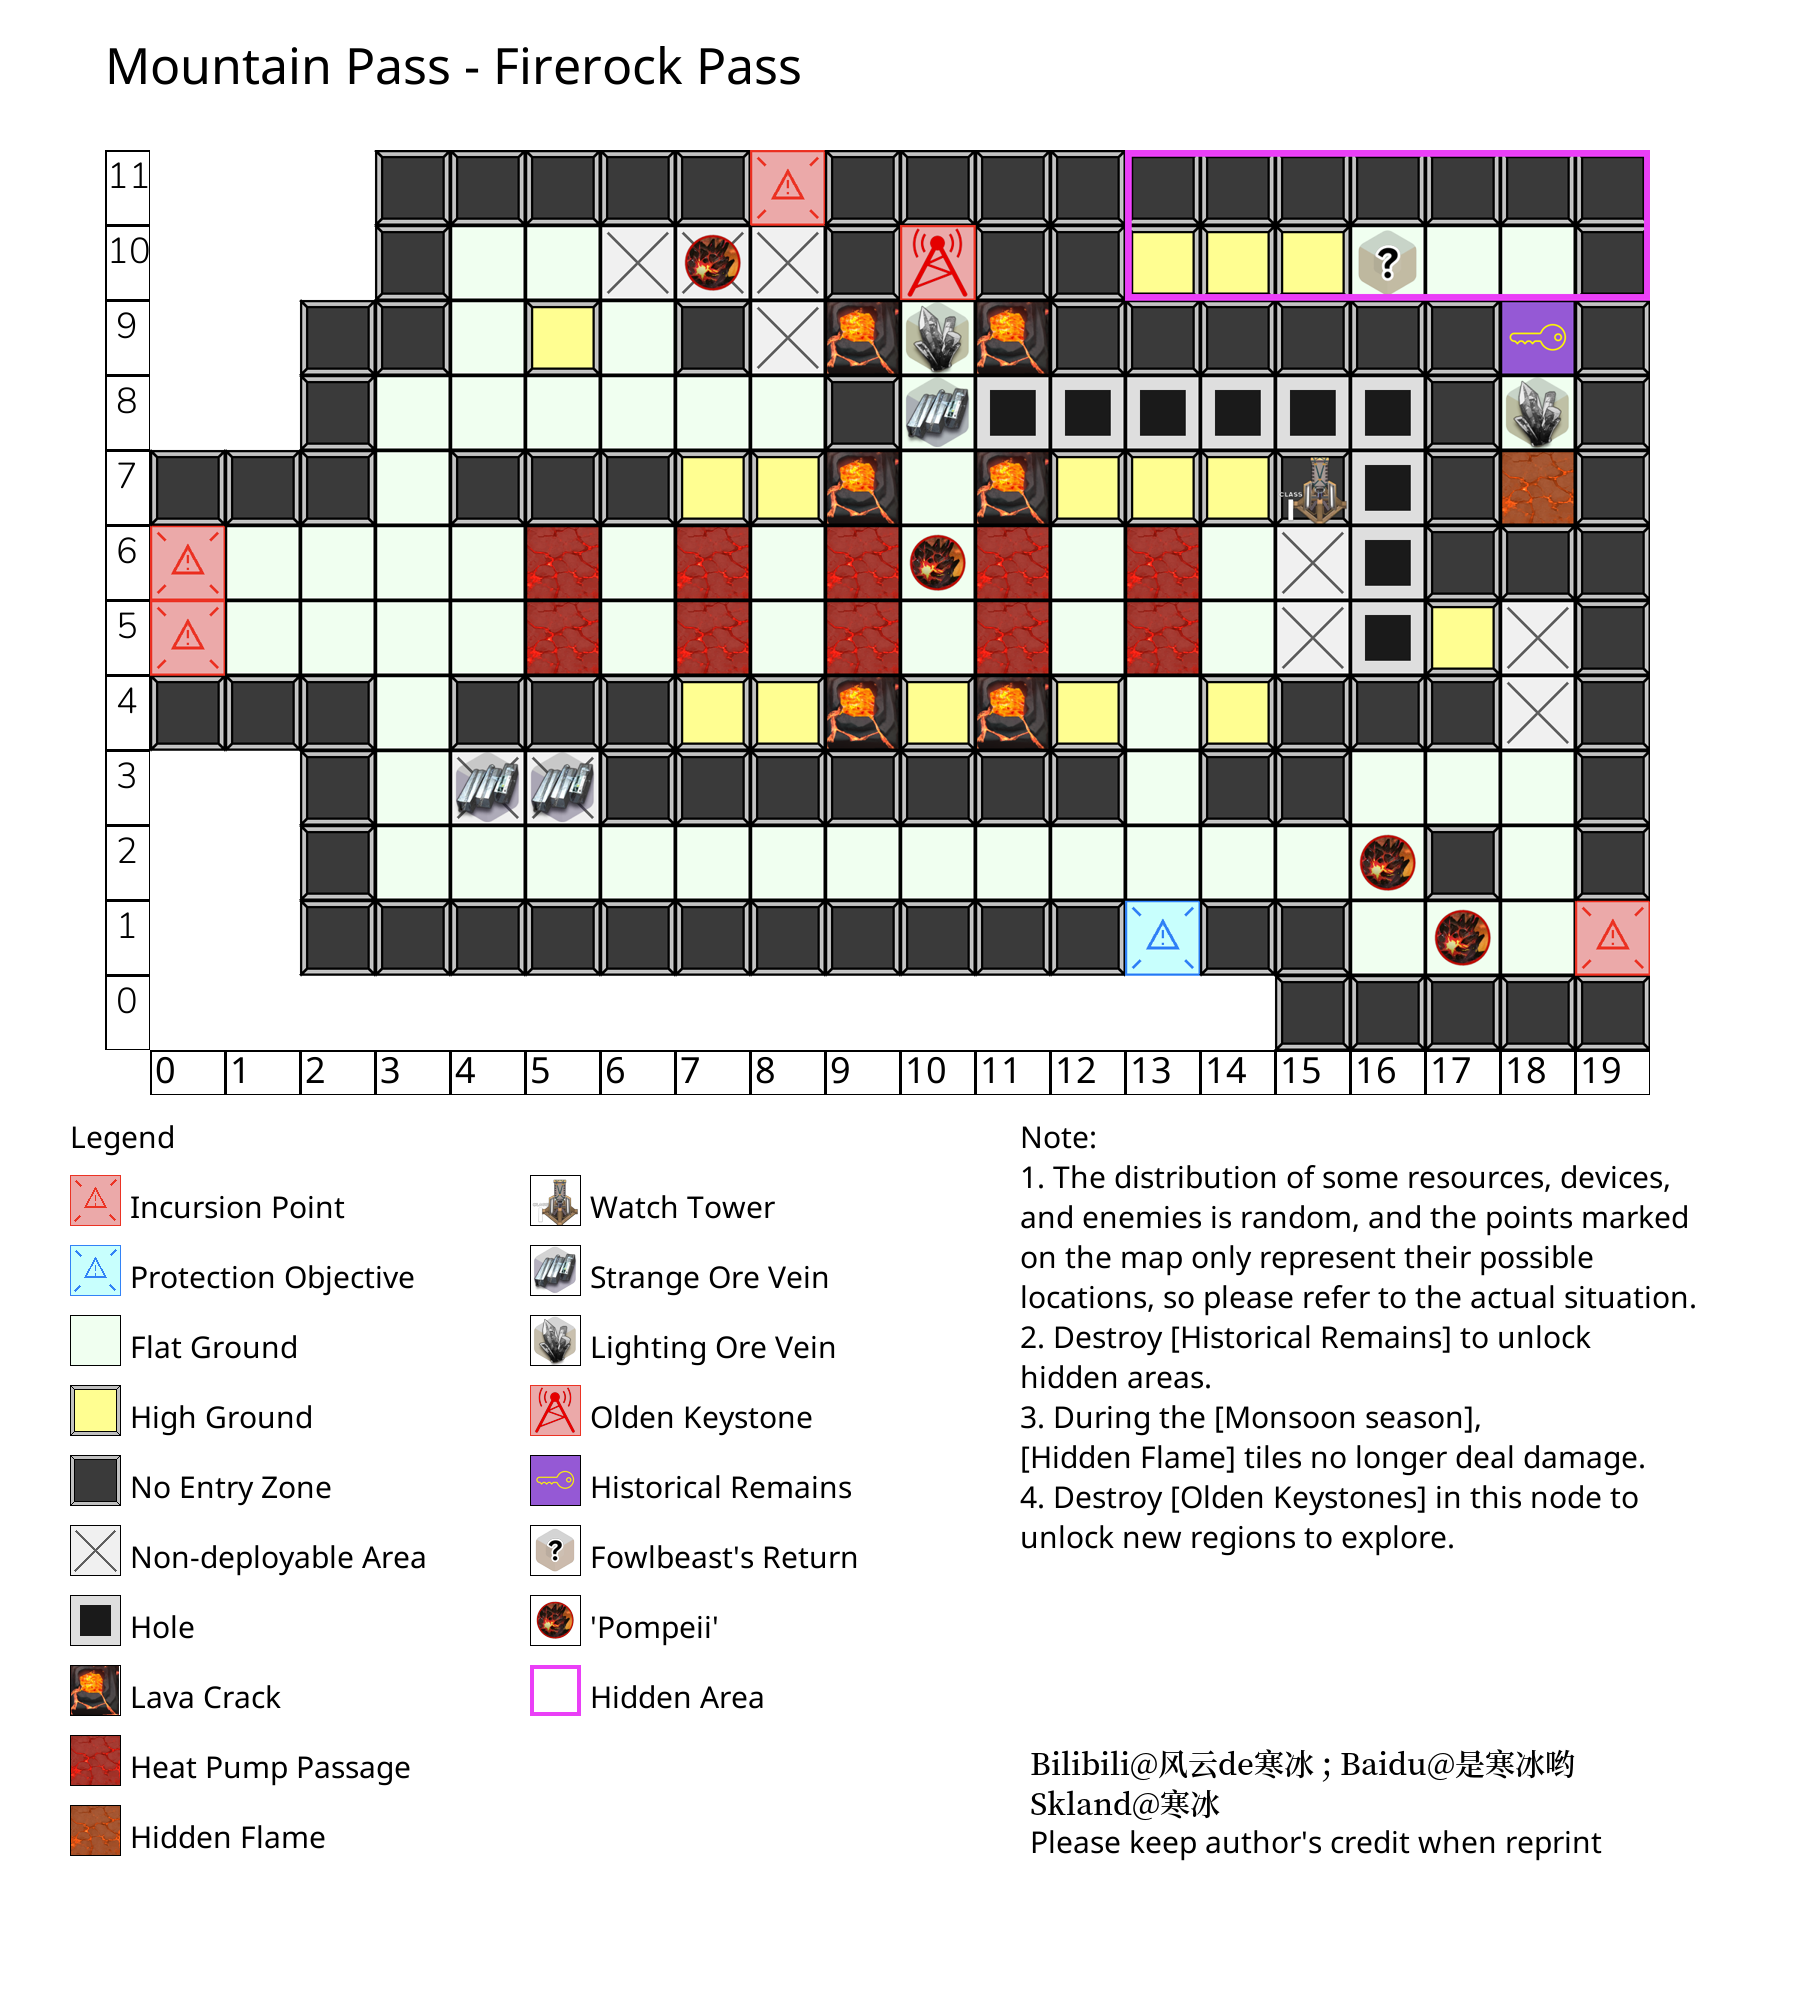 Mountain Pass - Firerock Pass
11
10
9
8
7
CLASS
I
6
5
4
3
2
1
0
0 1 2 3 4 5 6 7 8 9 10 11 12 13 14 15 16 17 18 19
Legend
Incursion Point
Protection Objective
Flat Ground
High Ground
No Entry Zone
Non-deployable Area
Hole
Lava Crack
Heat Pump Passage
Hidden Flame
Watch Tower
Strange Ore Vein
Lighting Ore Vein
Olden Keystone
Historical Remains
Fowlbeast's Return
'Pompeii'
Hidden Area
Note:
1. The distribution of some resources, devices,
and enemies is random, and the points marked
on the map only represent their possible
locations, so please refer to the actual situation.
2. Destroy [Historical Remains] to unlock
hidden areas.
3. During the [Monsoon season],
[Hidden Flame] tiles no longer deal damage.
4. Destroy [Olden Keystones] in this node to
unlock new regions to explore.
Bilibili@风云de寒冰 ; Baidu@是寒冰哟
Skland@寒冰
Please keep author's credit when reprint